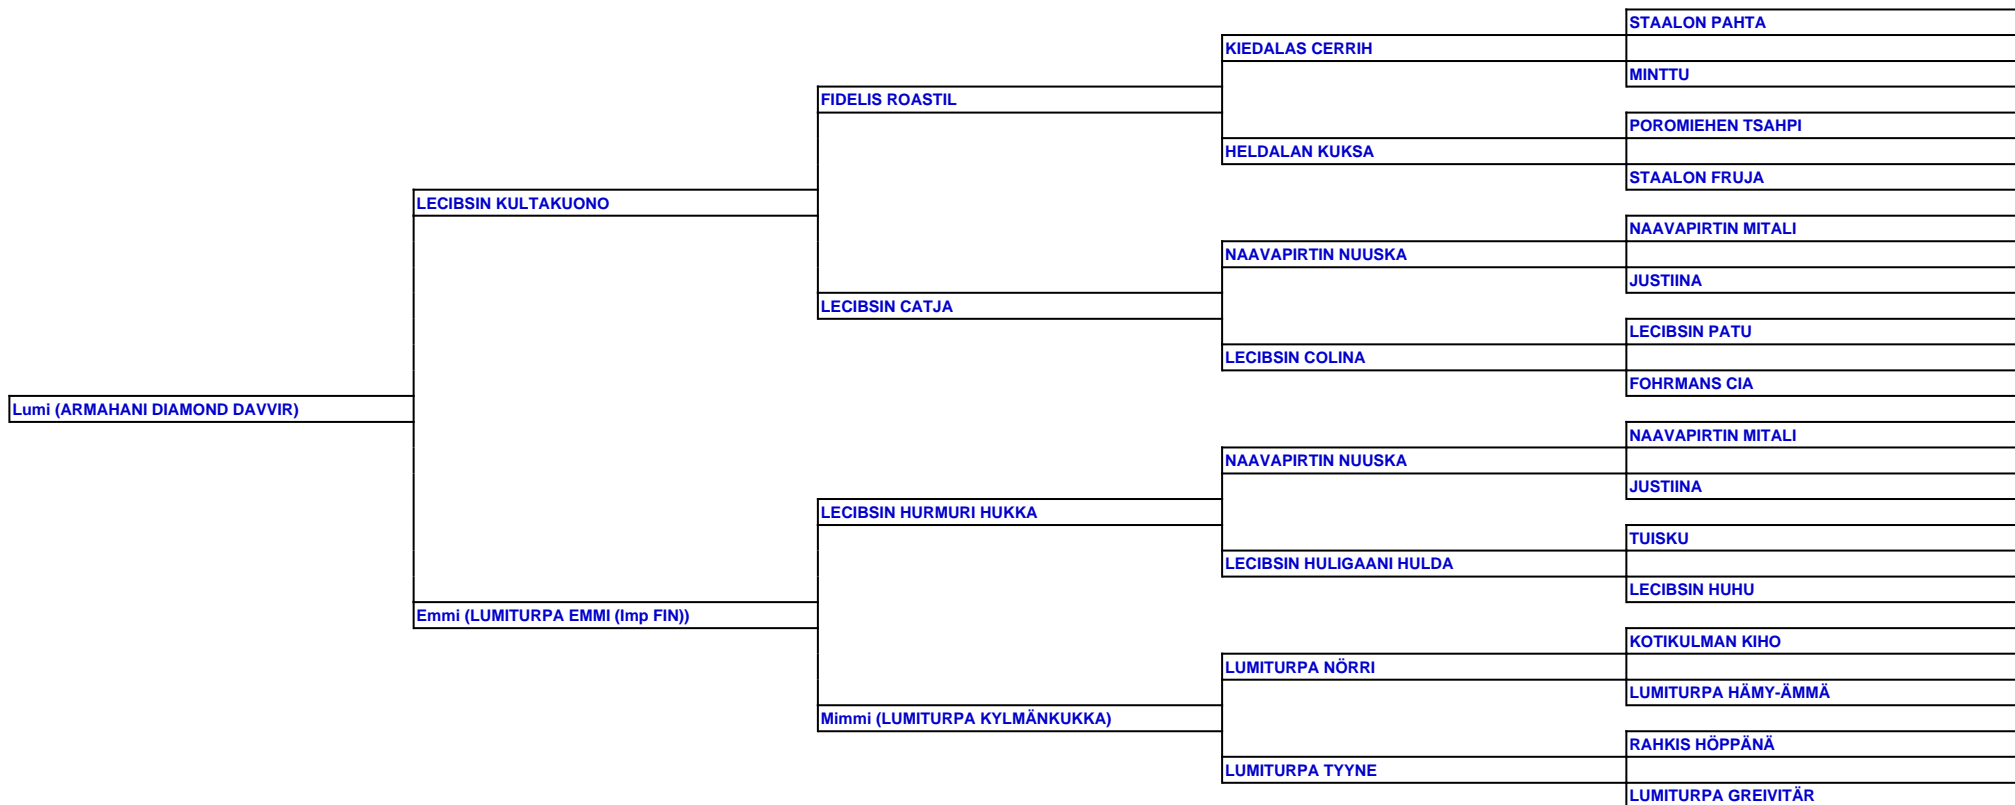 STAALON PAHTA
KIEDALAS CERRIH
MINTTU
FIDELIS ROASTIL
POROMIEHEN TSAHPI
HELDALAN KUKSA
STAALON FRUJA
LECIBSIN KULTAKUONO
NAAVAPIRTIN MITALI
NAAVAPIRTIN NUUSKA
JUSTIINA
LECIBSIN CATJA
LECIBSIN PATU
LECIBSIN COLINA
FOHRMANS CIA
Lumi (ARMAHANI DIAMOND DAVVIR)
NAAVAPIRTIN MITALI
NAAVAPIRTIN NUUSKA
JUSTIINA
LECIBSIN HURMURI HUKKA
TUISKU
LECIBSIN HULIGAANI HULDA
LECIBSIN HUHU
Emmi (LUMITURPA EMMI (Imp FIN))
KOTIKULMAN KIHO
LUMITURPA NÖRRI
LUMITURPA HÄMY-ÄMMÄ
Mimmi (LUMITURPA KYLMÄNKUKKA)
RAHKIS HÖPPÄNÄ
LUMITURPA TYYNE
LUMITURPA GREIVITÄR